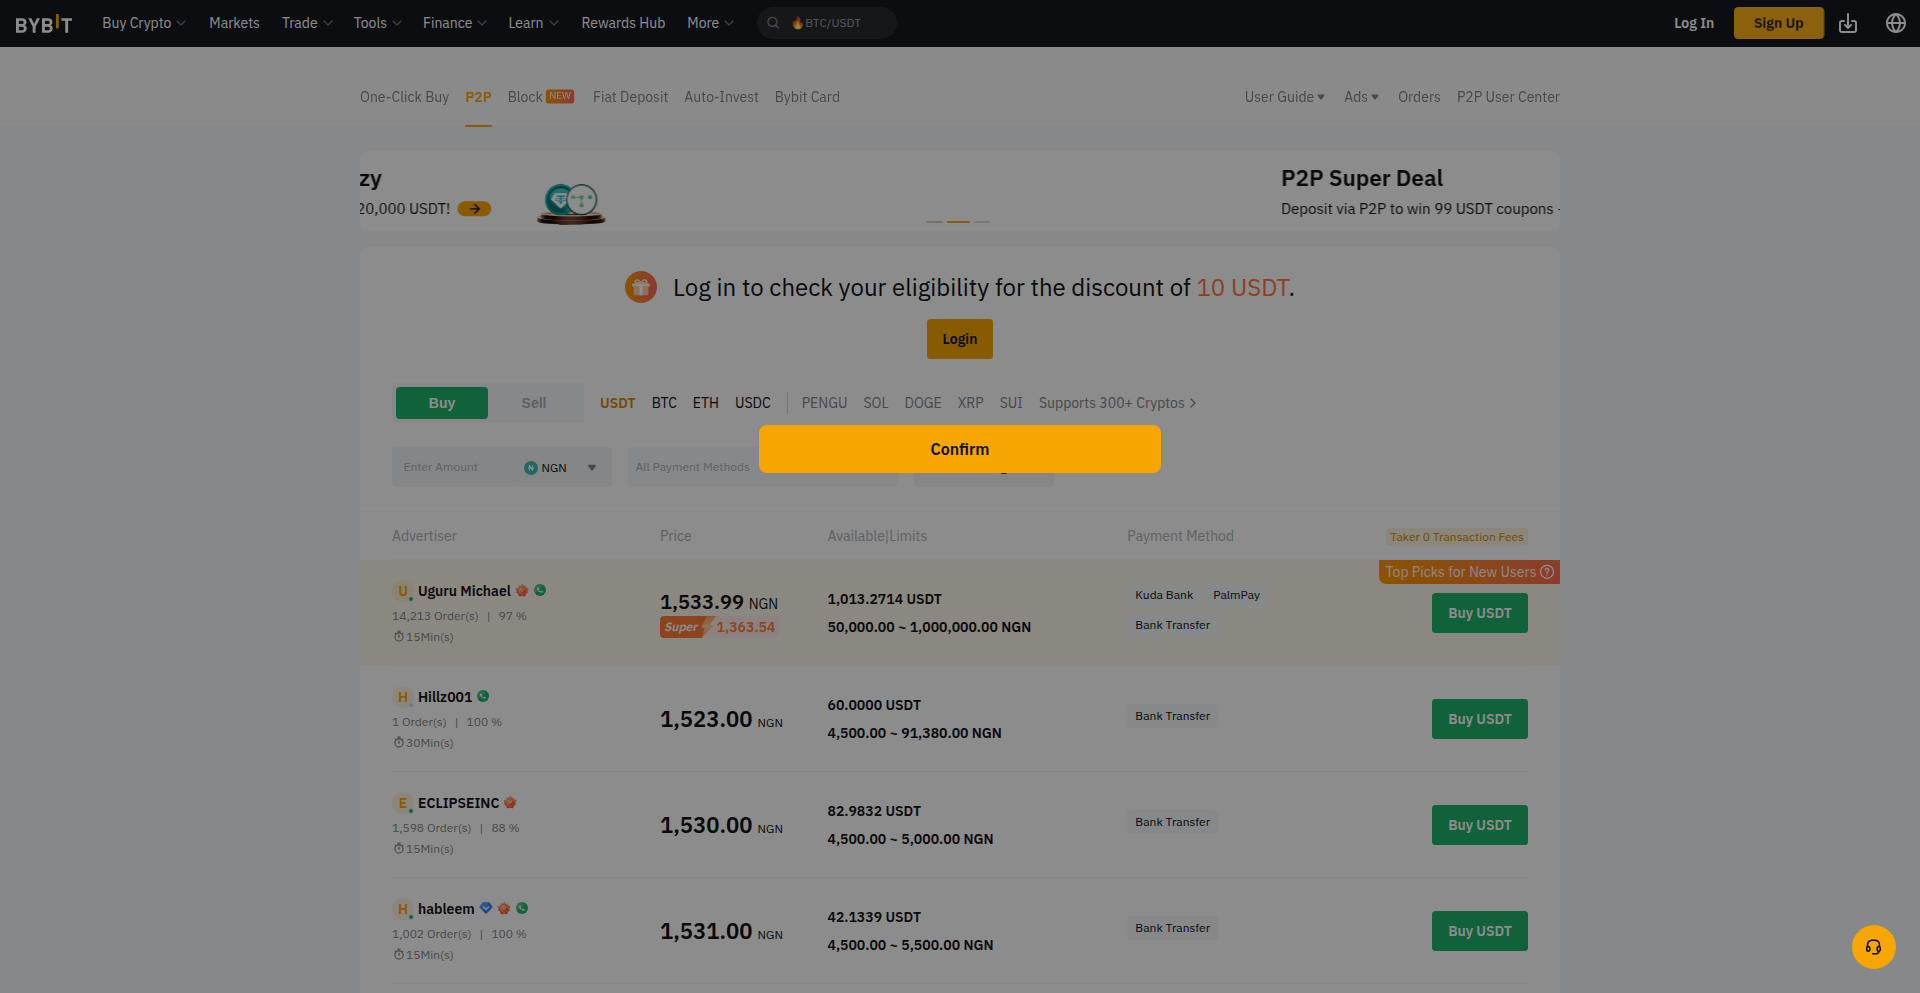 BYBIT Buy Crypto Markets Trade Tools Finance Learn Rewards Hub More BTC/USDT Log In Sign Up
One-Click Buy P2P Block NEW Fiat Deposit Auto-Invest Bybit Card User Guide Ads Orders P2P User Center
zy
20,000 USDT!
P2P Super Deal
Deposit via P2P to win 99 USDT coupons
Log in to check your eligibility for the discount of 10 USDT.
Login
Buy Sell USDT BTC ETH USDC PENGU SOL DOGE XRP SUI Supports 300+ Cryptos
Confirm
Enter Amount NGN All Payment Methods
Advertiser Price Available|Limits Payment Method Taker 0 Transaction Fees
Top Picks for New Users
U Uguru Michael
14,213 Order(s) | 97 %
15Min(s)
1,533.99 NGN
Super 1,363.54
1,013.2714 USDT
50,000.00 ~ 1,000,000.00 NGN
Kuda Bank PalmPay
Bank Transfer
Buy USDT
H Hillz001
1 Order(s) | 100 %
30Min(s)
1,523.00 NGN
60.0000 USDT
4,500.00 ~ 91,380.00 NGN
Bank Transfer
Buy USDT
E ECLIPSEINC
1,598 Order(s) | 88 %
15Min(s)
1,530.00 NGN
82.9832 USDT
4,500.00 ~ 5,000.00 NGN
Bank Transfer
Buy USDT
H hableem
1,002 Order(s) | 100 %
15Min(s)
1,531.00 NGN
42.1339 USDT
4,500.00 ~ 5,500.00 NGN
Bank Transfer
Buy USDT